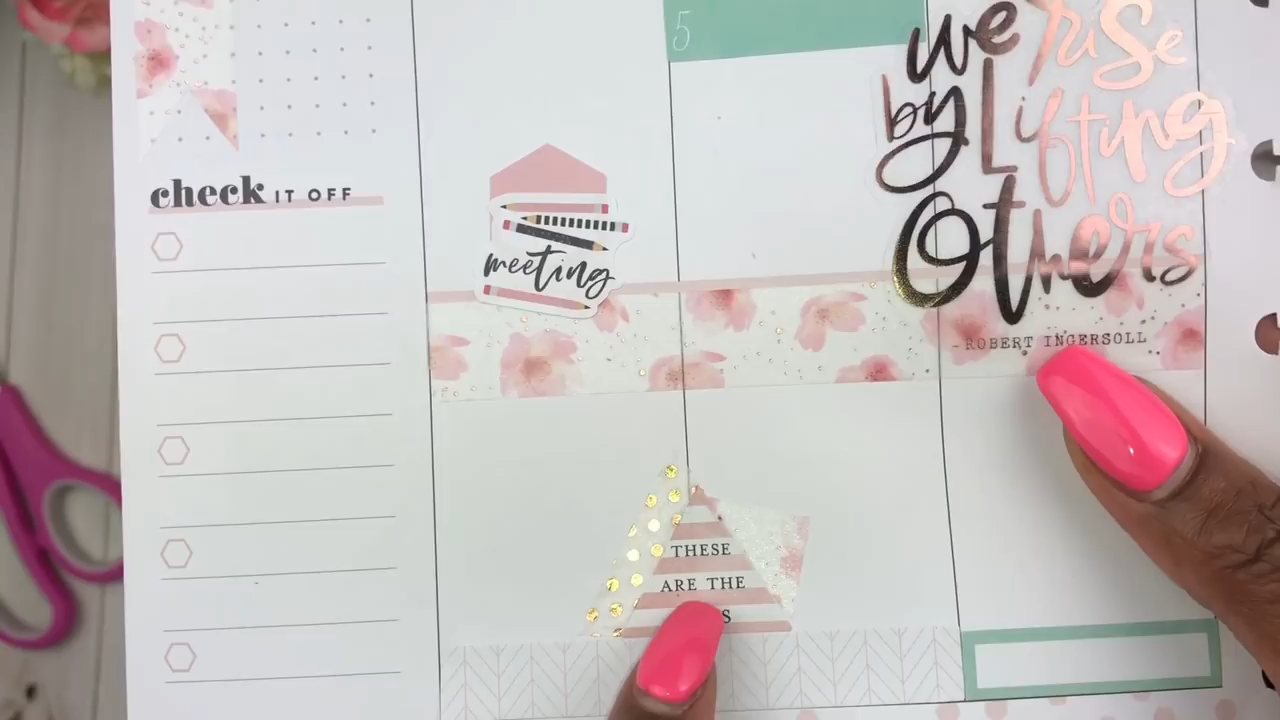 5
we rise
by Lifting
Others
- ROBERT INGERSOLL
check IT OFF
meeting
THESE
ARE THE